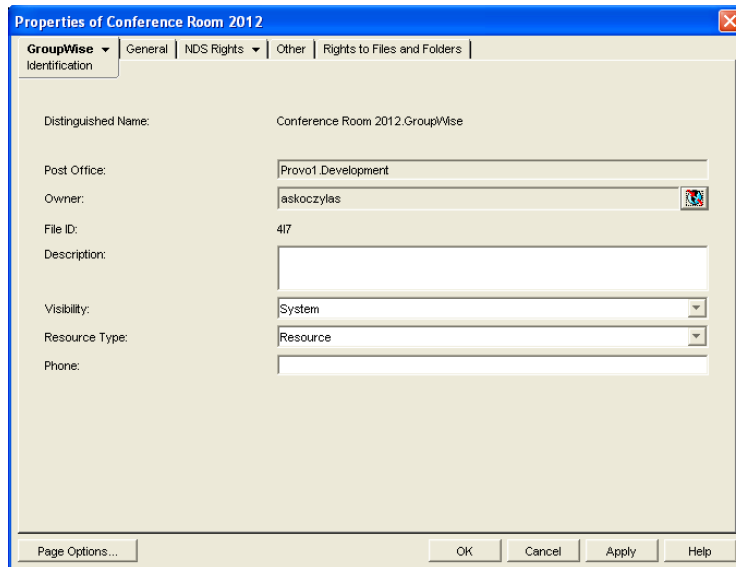 Properties of Conference Room 2012
GroupWise General NDS Rights Other Rights to Files and Folders
Identification
Distinguished Name: Conference Room 2012.GroupWise
Post Office: Provo1.Development
Owner: askoczylas
File ID: 4I7
Description:
Visibility: System
Resource Type: Resource
Phone:
Page Options... OK Cancel Apply Help